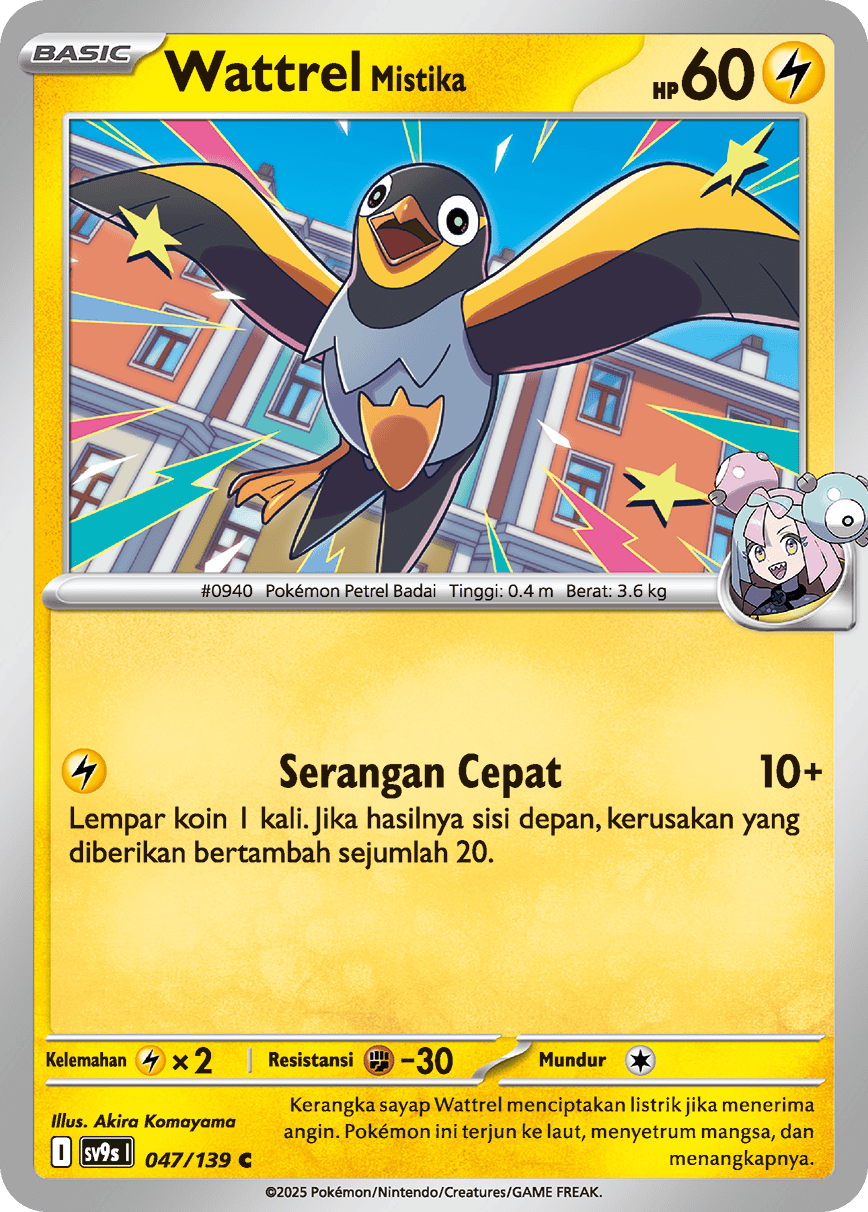 BASIC
Wattrel Mistika
HP 60
#0940 Pokémon Petrel Badai Tinggi: 0.4 m Berat: 3.6 kg
Serangan Cepat 10+
Lempar koin 1 kali. Jika hasilnya sisi depan, kerusakan yang
diberikan bertambah sejumlah 20.
Kelemahan ×2 Resistansi -30 Mundur
Illus. Akira Komayama
Kerangka sayap Wattrel menciptakan listrik jika menerima
angin. Pokémon ini terjun ke laut, menyetrum mangsa, dan
menangkapnya.
I sv9s I 047/139 C
©2025 Pokémon/Nintendo/Creatures/GAME FREAK.